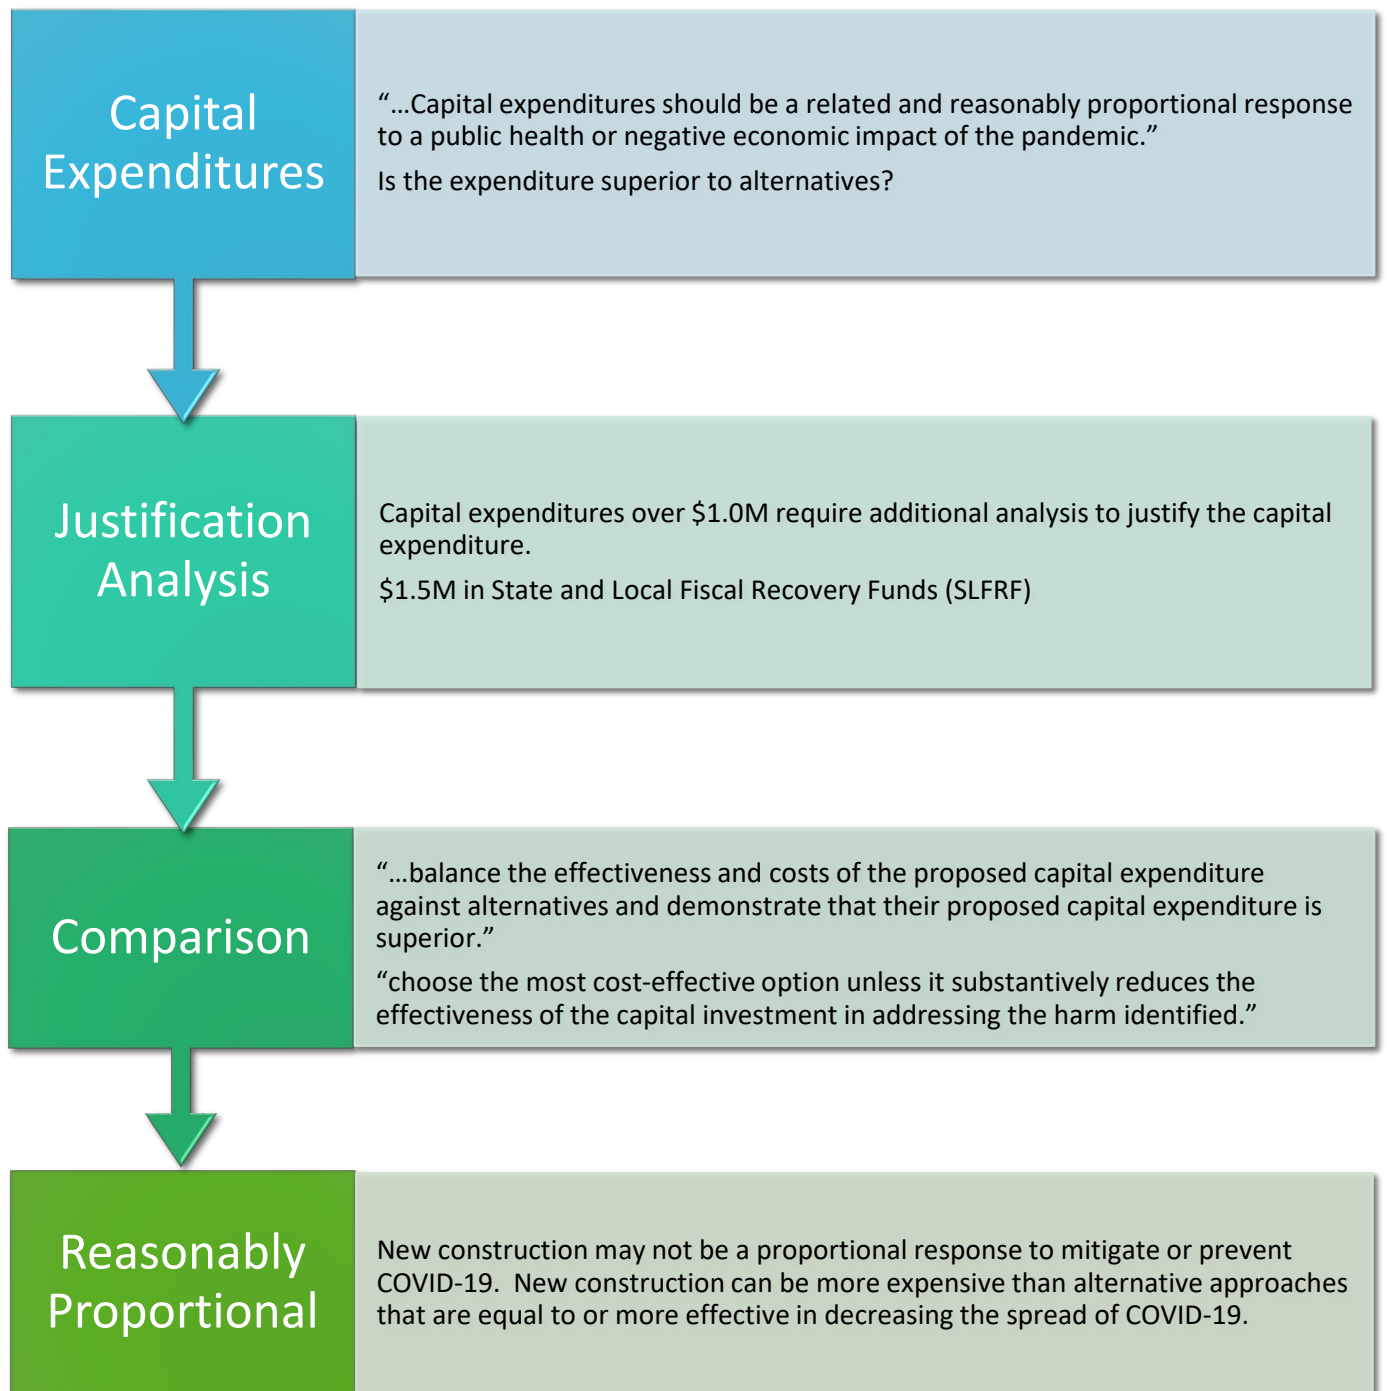 Capital
Expenditures
“…Capital expenditures should be a related and reasonably proportional response
to a public health or negative economic impact of the pandemic.”
Is the expenditure superior to alternatives?
Justification
Analysis
Capital expenditures over $1.0M require additional analysis to justify the capital
expenditure.
$1.5M in State and Local Fiscal Recovery Funds (SLFRF)
Comparison
“…balance the effectiveness and costs of the proposed capital expenditure
against alternatives and demonstrate that their proposed capital expenditure is
superior.”
“choose the most cost-effective option unless it substantively reduces the
effectiveness of the capital investment in addressing the harm identified.”
Reasonably
Proportional
New construction may not be a proportional response to mitigate or prevent
COVID-19.  New construction can be more expensive than alternative approaches
that are equal to or more effective in decreasing the spread of COVID-19.